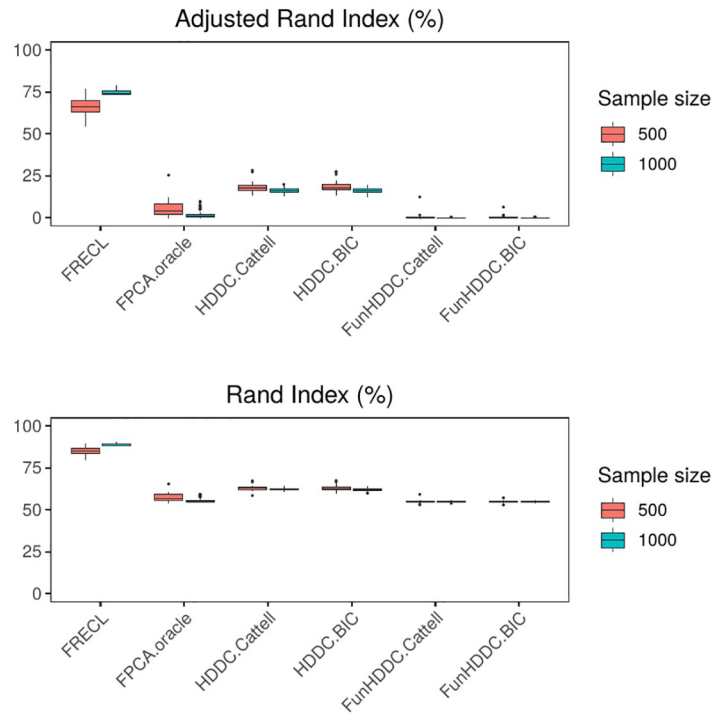 Adjusted Rand Index (%)
100
75
50
25
0
FRECL
FPCA.oracle
HDDC.Cattell
HDDC.BIC
FunHDDC.Cattell
FunHDDC.BIC
Sample size
500
1000
Rand Index (%)
100
75
50
25
0
FRECL
FPCA.oracle
HDDC.Cattell
HDDC.BIC
FunHDDC.Cattell
FunHDDC.BIC
Sample size
500
1000